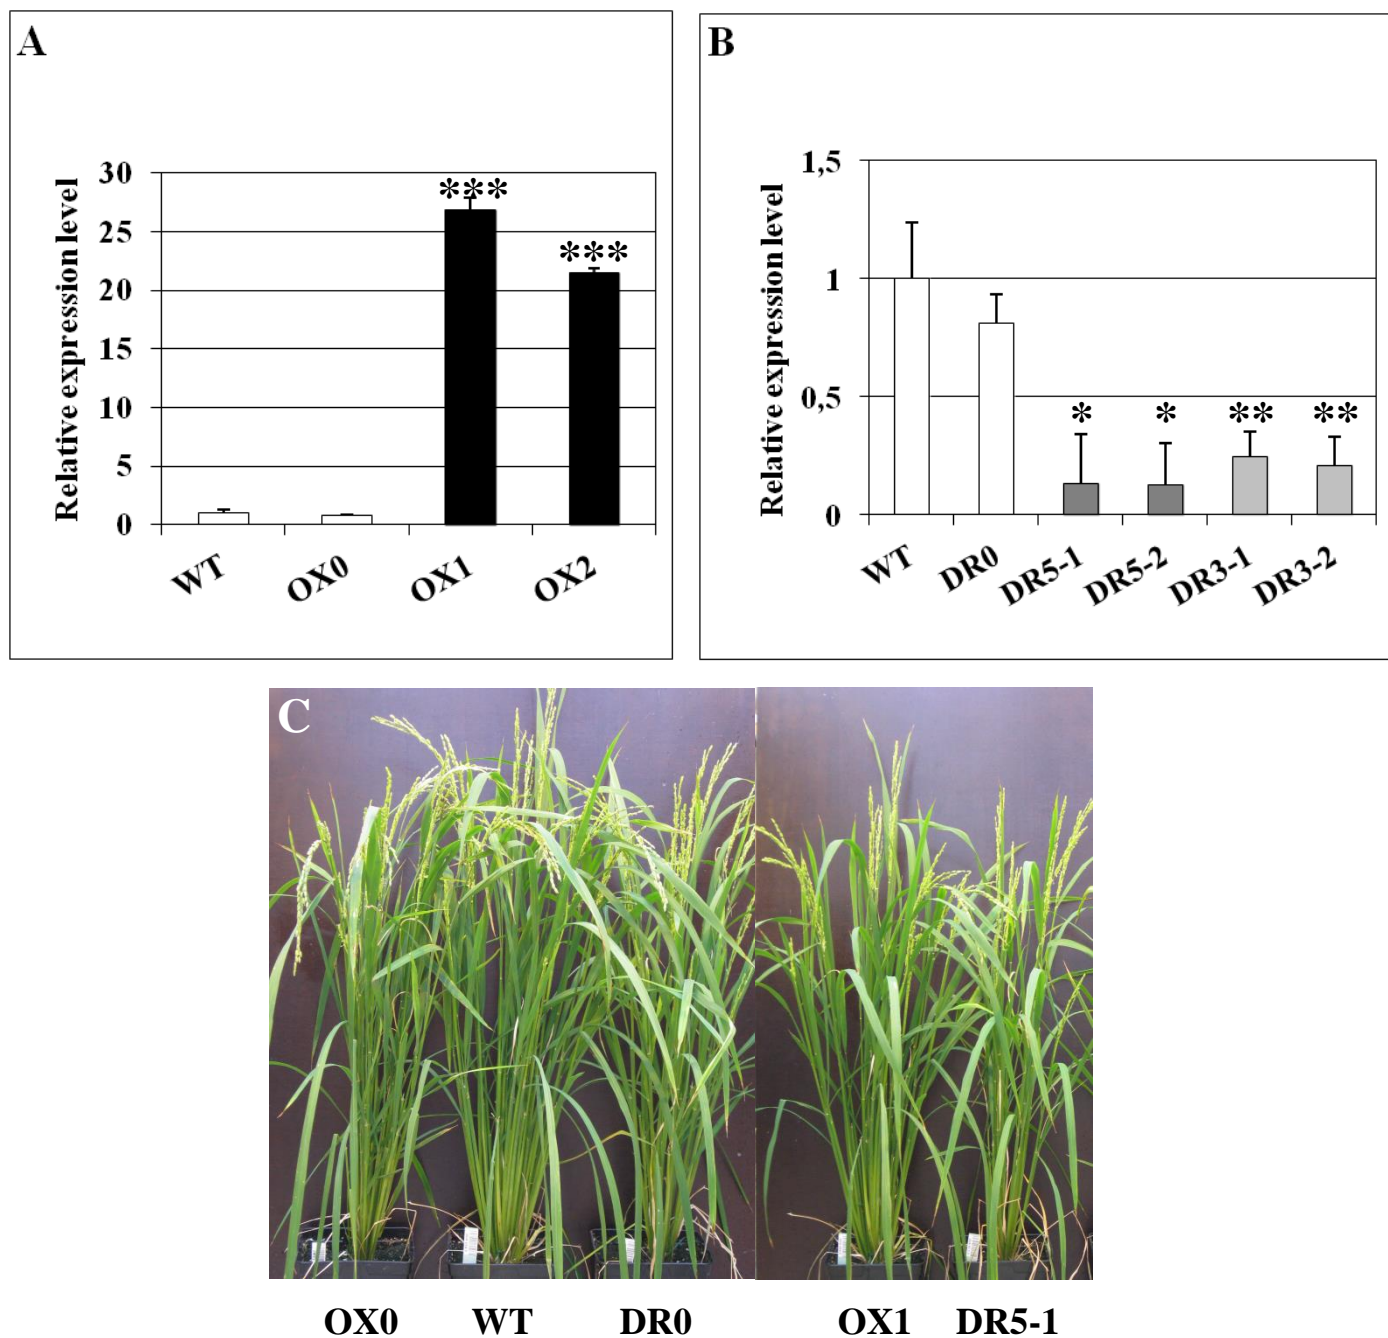 A
Relative expression level
30
25
20
15
10
5
0
***
***
WT
OX0
OX1
OX2
B
Relative expression level
1,5
1
0,5
0
*
*
**
**
WT
DR0
DR5-1
DR5-2
DR3-1
DR3-2
C
OX0 WT DR0 OX1 DR5-1